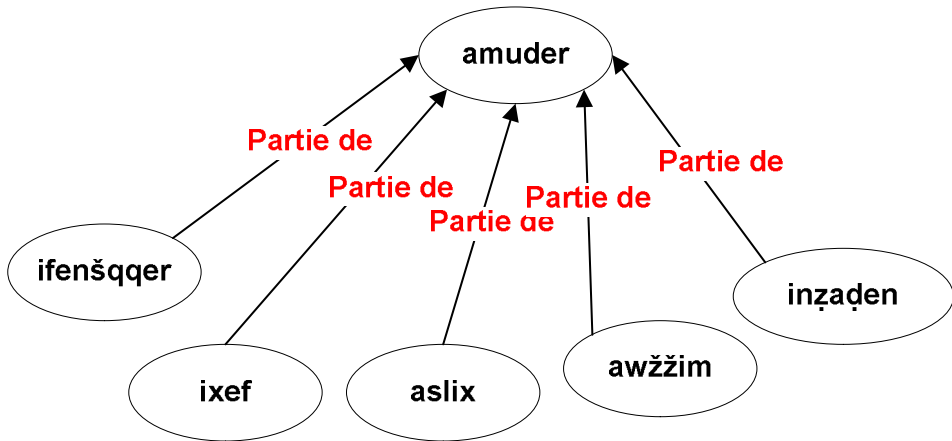 amuder
Partie de
Partie de
Partie de
Partie de
Partie de
ifenšqqer
ixef
aslix
awžžim
inẓaḍen